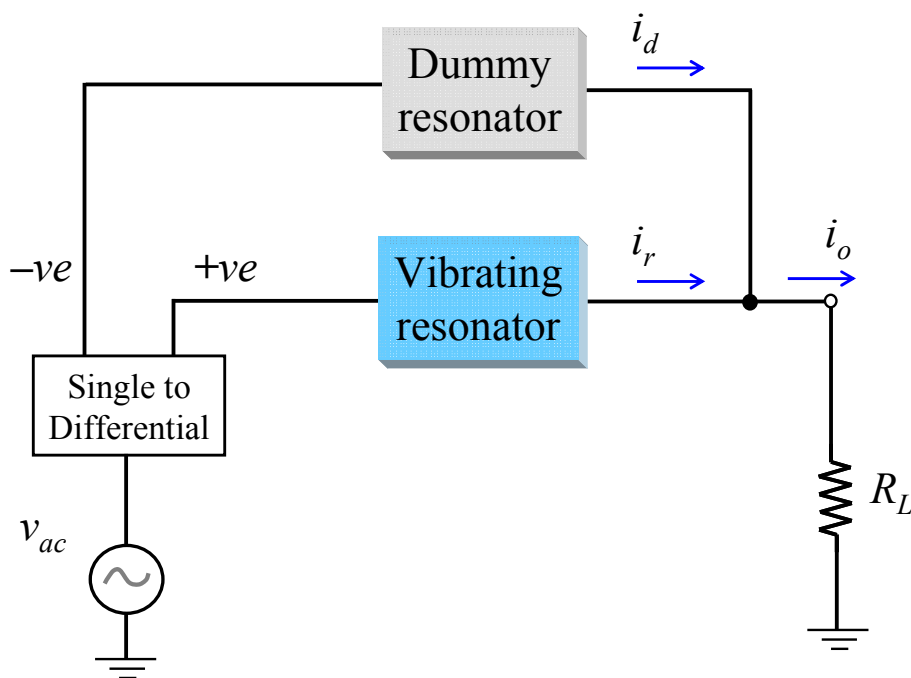 Dummy
resonator
i_d
−ve
+ve
Vibrating
resonator
i_r
i_o
Single to
Differential
v_ac
R_L